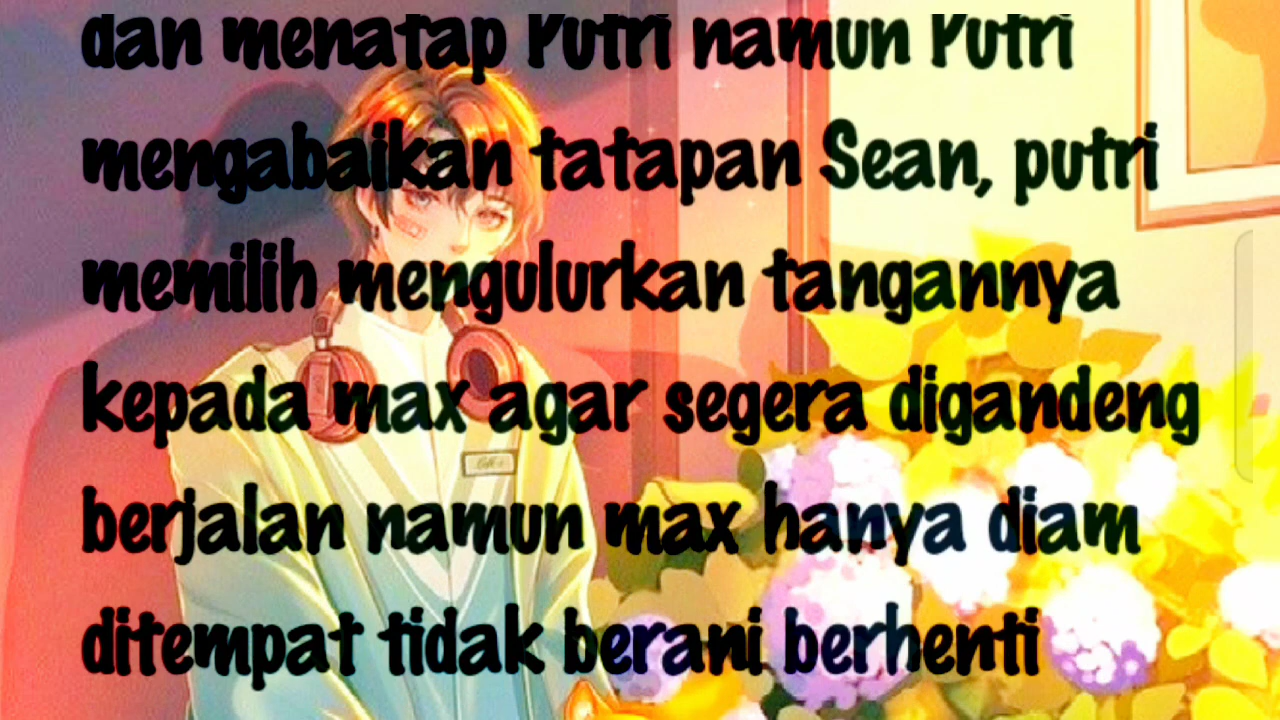 dan menatap Putri namun Putri
mengabaikan tatapan Sean, putri
memilih mengulurkan tangannya
kepada max agar segera digandeng
berjalan namun max hanya diam
ditempat tidak berani berhenti